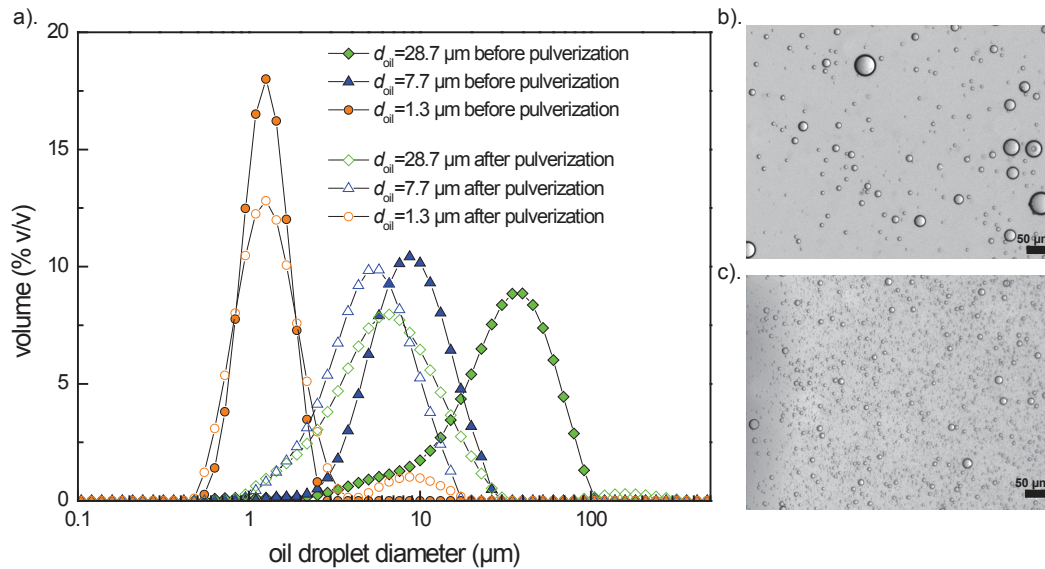 a).
20
15
10
5
0
volume (% v/v)
0.1
1
10
100
oil droplet diameter (µm)
doil=28.7 µm before pulverization
doil=7.7 µm before pulverization
doil=1.3 µm before pulverization
doil=28.7 µm after pulverization
doil=7.7 µm after pulverization
doil=1.3 µm after pulverization
b).
50 µm
c).
50 µm